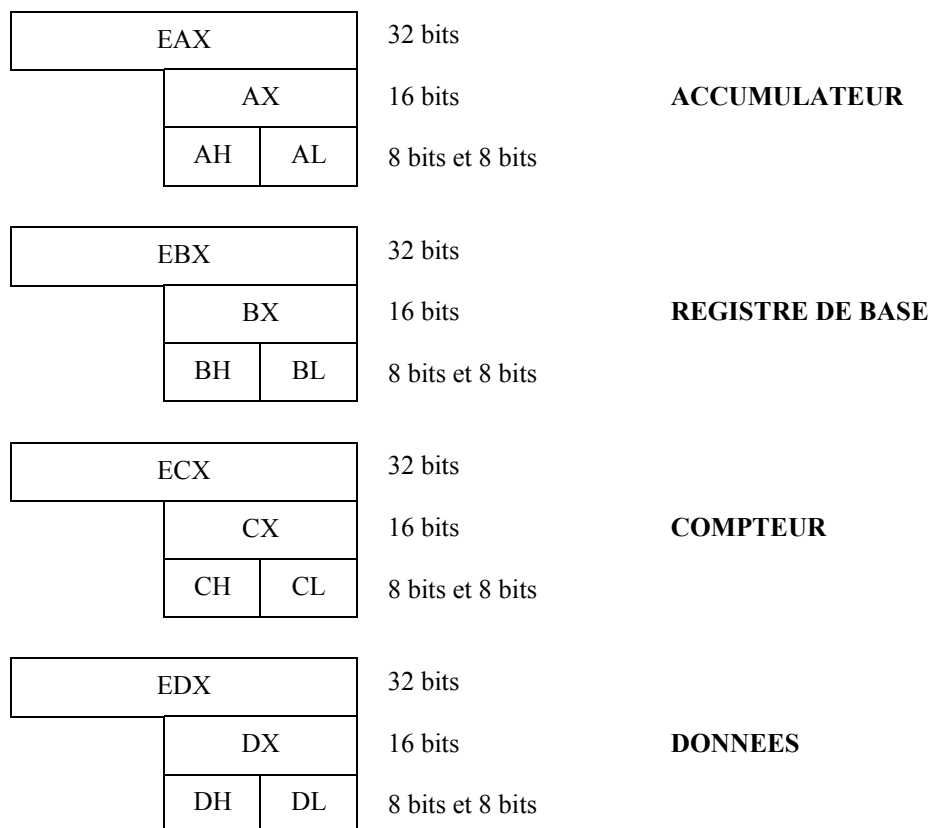 EAX 32 bits
AX 16 bits ACCUMULATEUR
AH AL 8 bits et 8 bits
EBX 32 bits
BX 16 bits REGISTRE DE BASE
BH BL 8 bits et 8 bits
ECX 32 bits
CX 16 bits COMPTEUR
CH CL 8 bits et 8 bits
EDX 32 bits
DX 16 bits DONNEES
DH DL 8 bits et 8 bits